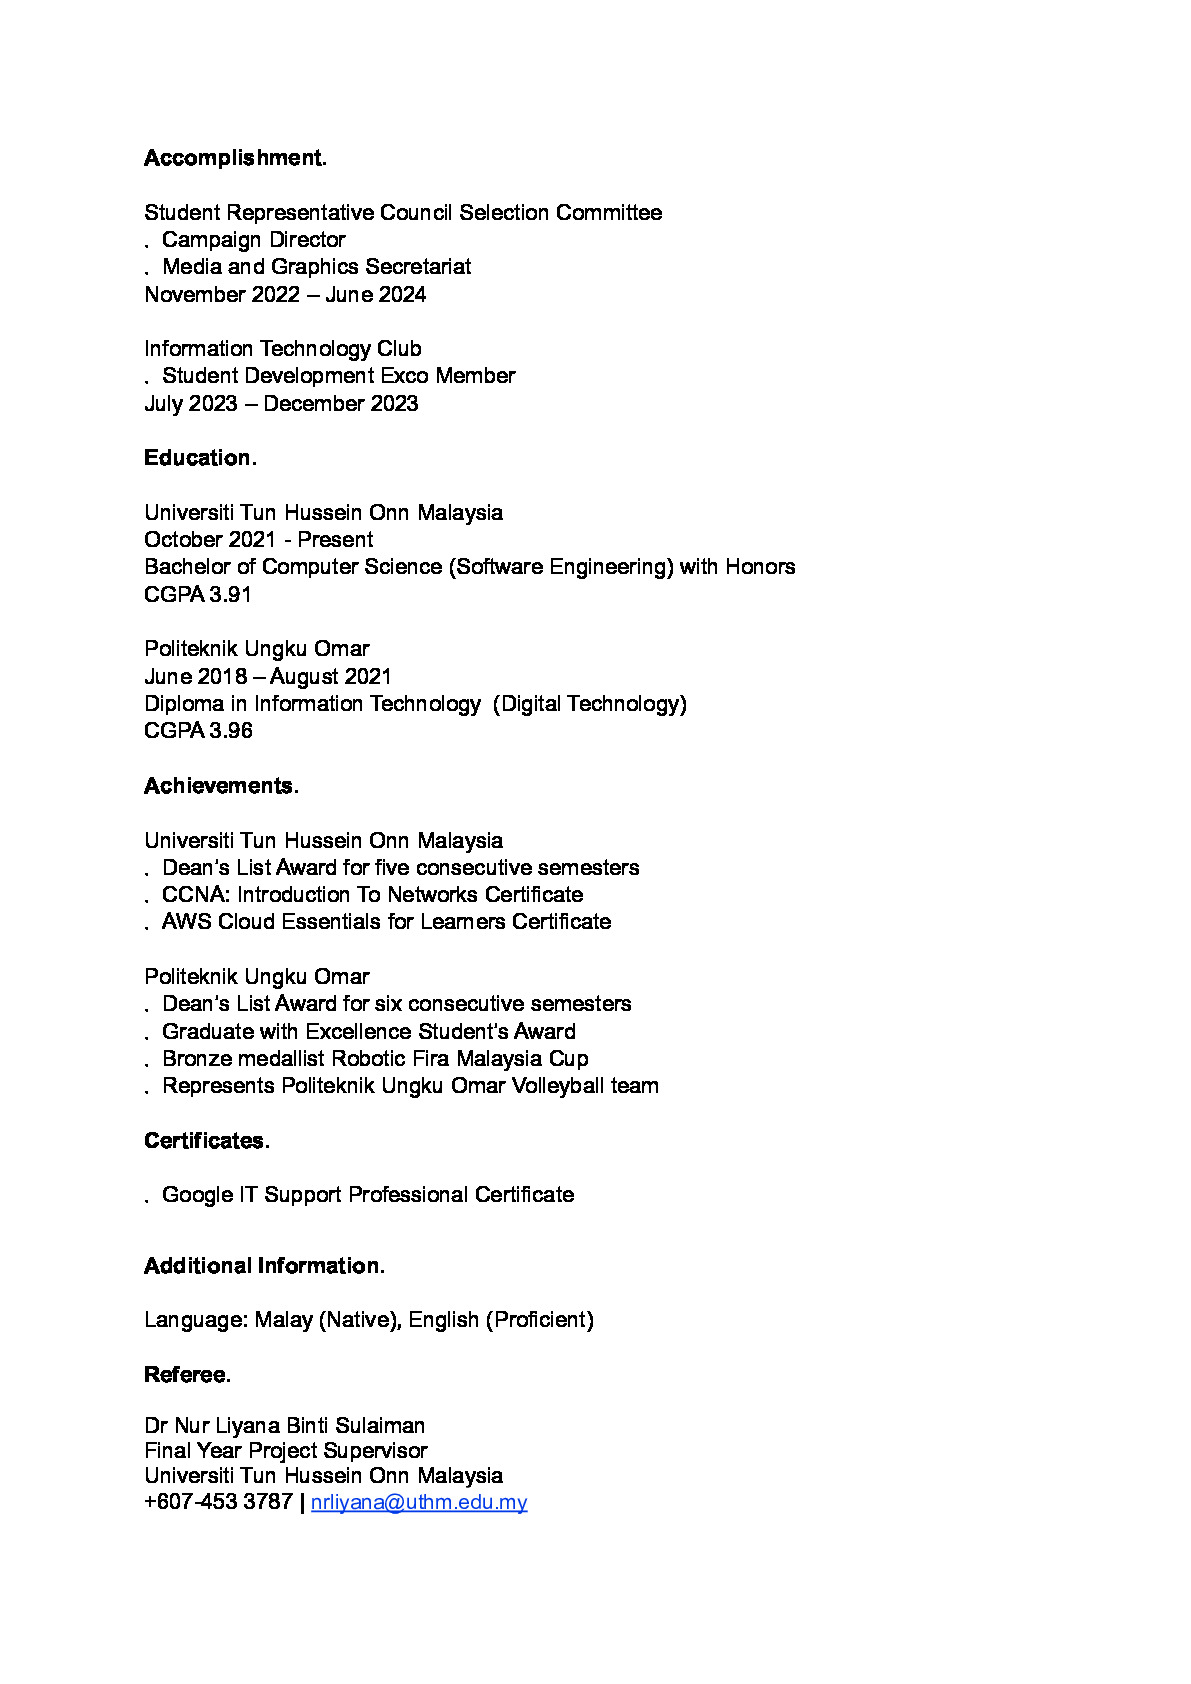 Accomplishment.
Student Representative Council Selection Committee
. Campaign Director
. Media and Graphics Secretariat
November 2022 – June 2024
Information Technology Club
. Student Development Exco Member
July 2023 – December 2023
Education.
Universiti Tun Hussein Onn Malaysia
October 2021 - Present
Bachelor of Computer Science (Software Engineering) with Honors
CGPA 3.91
Politeknik Ungku Omar
June 2018 – August 2021
Diploma in Information Technology  (Digital Technology)
CGPA 3.96
Achievements.
Universiti Tun Hussein Onn Malaysia
. Dean’s List Award for five consecutive semesters
. CCNA: Introduction To Networks Certificate
. AWS Cloud Essentials for Learners Certificate
Politeknik Ungku Omar
. Dean’s List Award for six consecutive semesters
. Graduate with Excellence Student’s Award
. Bronze medallist Robotic Fira Malaysia Cup
. Represents Politeknik Ungku Omar Volleyball team
Certificates.
. Google IT Support Professional Certificate
Additional Information.
Language: Malay (Native), English (Proficient)
Referee.
Dr Nur Liyana Binti Sulaiman
Final Year Project Supervisor
Universiti Tun Hussein Onn Malaysia
+607-453 3787 | nrliyana@uthm.edu.my